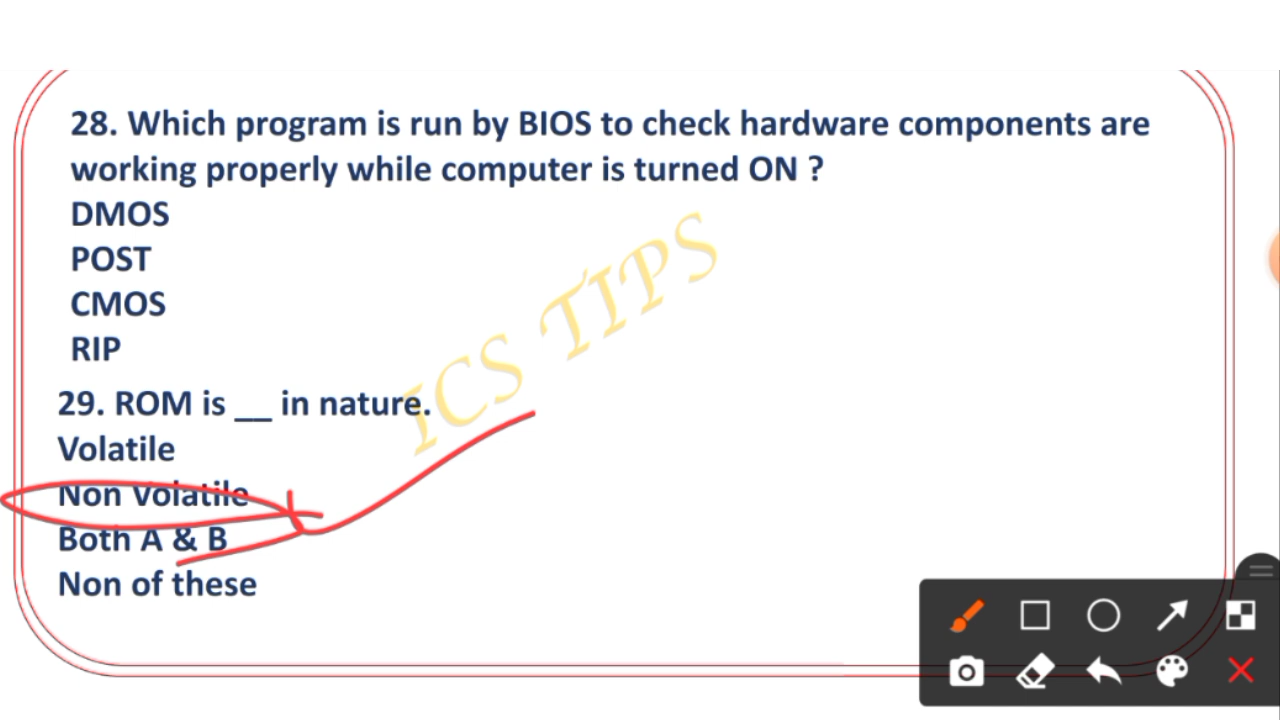 28. Which program is run by BIOS to check hardware components are
working properly while computer is turned ON ?
DMOS
POST
CMOS
RIP
29. ROM is __ in nature.
Volatile
Non Volatile
Both A & B
Non of these
ICS TIPS